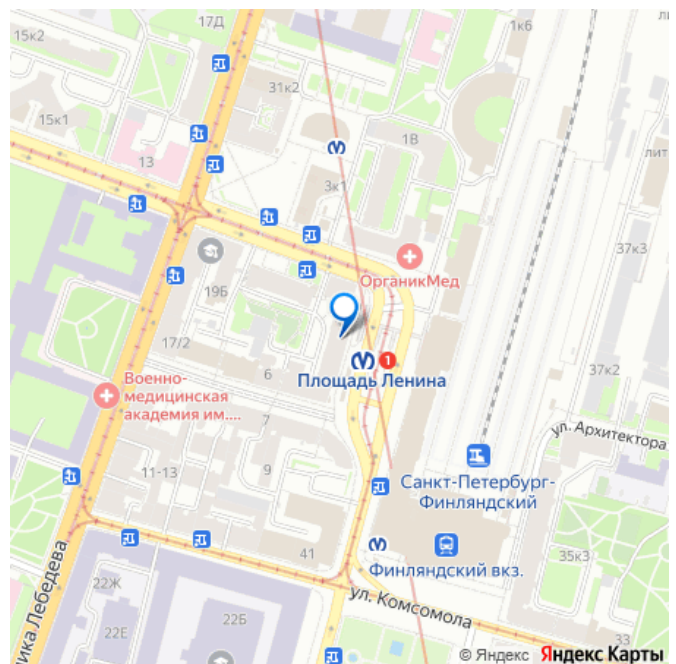 17Д
15к2
1к6
31к2
15к1
1В
13
3к1
37к3
ОрганикМед
19Б
17/2
1
Площадь Ленина
6
37к2
Военно-
медицинская
академия им....
7
ул. Архитектора
9
11-13
Санкт-Петербург-
Финляндский
41
35к3
Финляндский вкз.
22Ж
ул. Комсомола
22Б
22Е
33
ика Лебедева
© Яндекс Яндекс Карты